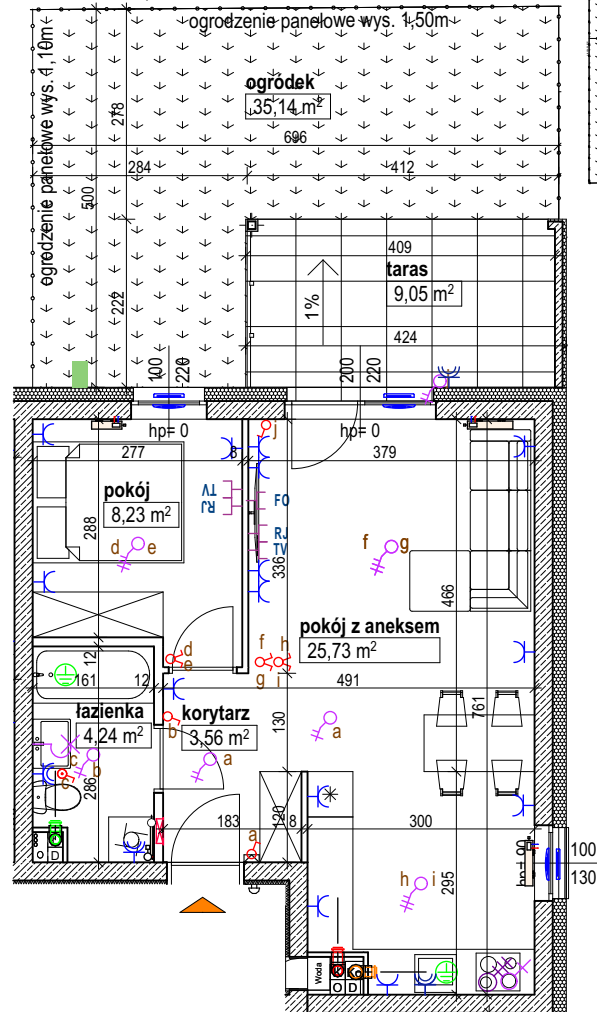 ogrodzenie panelowe wys. 1,50m
ogrodzenie panelowe wys. 1,10m
ogródek
35,14 m²
278
696
284
412
500
222
409
taras
9,05 m²
1%
424
100
220
200
220
hp= 0
hp= 0
j
277
8
379
pokój
8,23 m²
TV
RJ
FO
RJ
TV
288
d
e
f
g
336
466
pokój z aneksem
25,73 m²
d
e
f
h
g
i
12
161
12
491
łazienka
4,24 m²
korytarz
3,56 m²
b
130
761
a
a
c
b
c
286
183
120
8
300
a
hp= 90
100
130
h
i
295
O
D
Woda
K
O
D